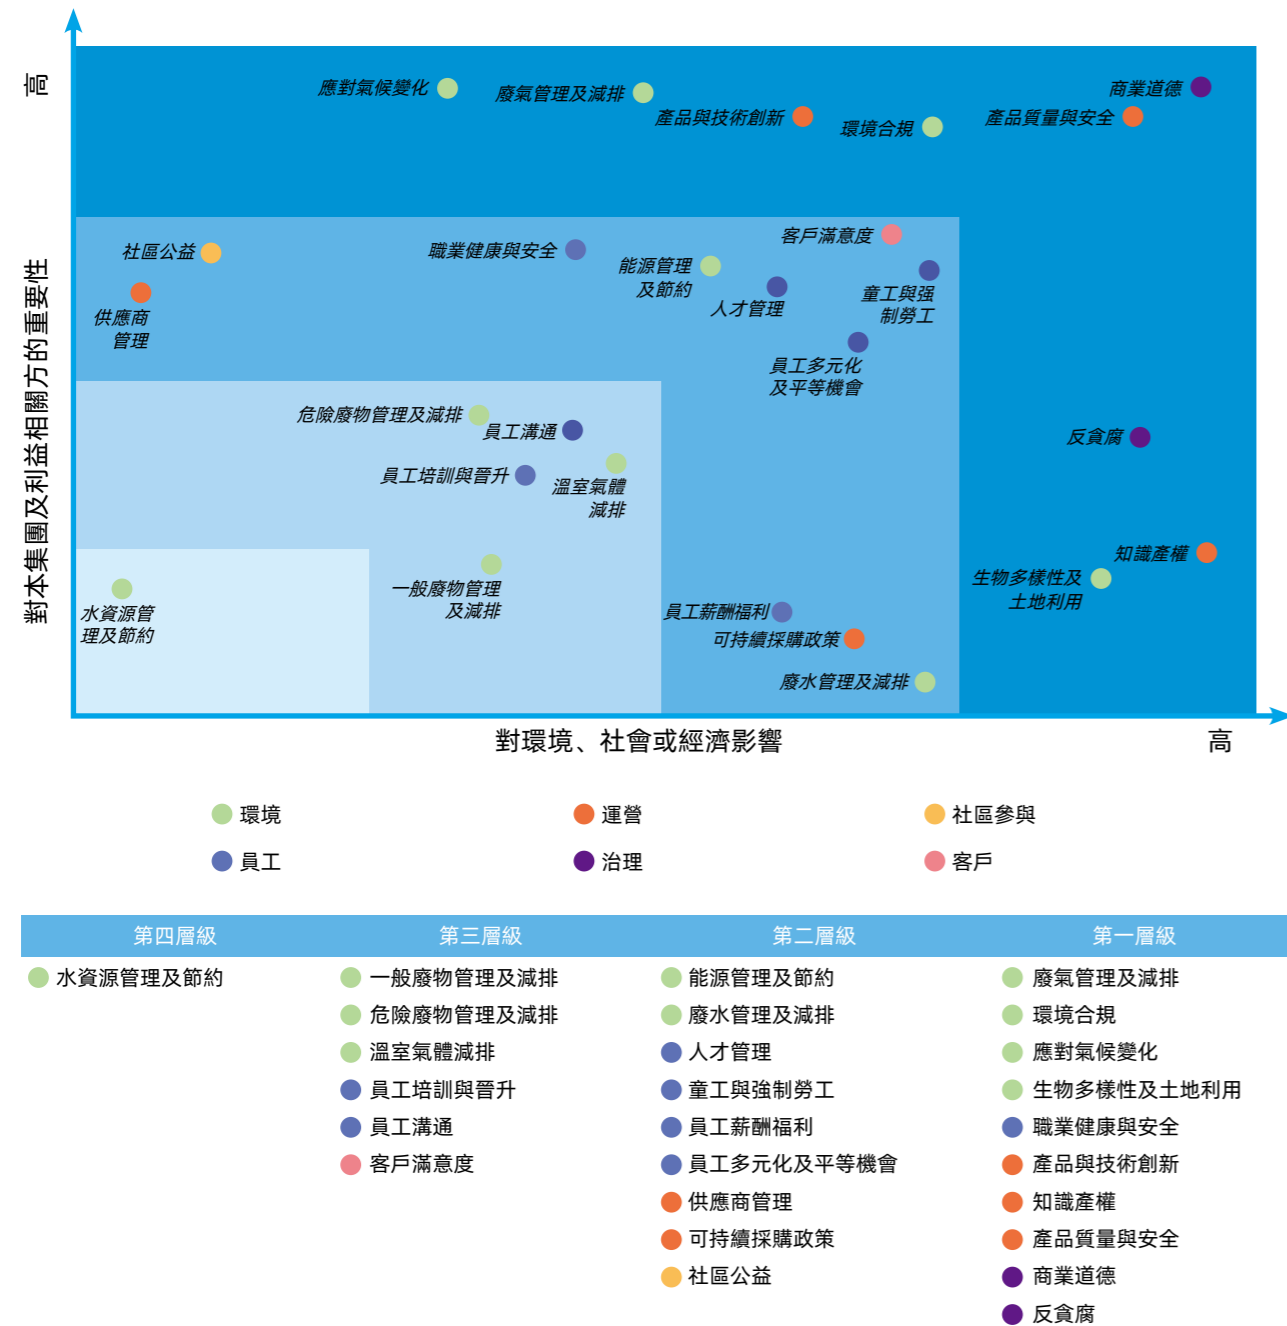 高
對本集團及利益相關方的重要性
應對氣候變化
廢氣管理及減排
產品與技術創新
環境合規
產品質量與安全
商業道德
社區公益
供應商
管理
職業健康與安全
能源管理
及節約
人才管理
客戶滿意度
童工與强
制勞工
員工多元化
及平等機會
危險廢物管理及減排
員工溝通
員工培訓與晉升
溫室氣體
減排
反貪腐
知識產權
生物多樣性及
土地利用
水資源管
理及節約
一般廢物管理
及減排
員工薪酬福利
可持續採購政策
廢水管理及減排
對環境、社會或經濟影響
高
環境
運營
社區參與
員工
治理
客戶
第四層級
第三層級
第二層級
第一層級
水資源管理及節約
一般廢物管理及減排
危險廢物管理及減排
溫室氣體減排
員工培訓與晉升
員工溝通
客戶滿意度
能源管理及節約
廢水管理及減排
人才管理
童工與強制勞工
員工薪酬福利
員工多元化及平等機會
供應商管理
可持續採購政策
社區公益
廢氣管理及減排
環境合規
應對氣候變化
生物多樣性及土地利用
職業健康與安全
產品與技術創新
知識產權
產品質量與安全
商業道德
反貪腐